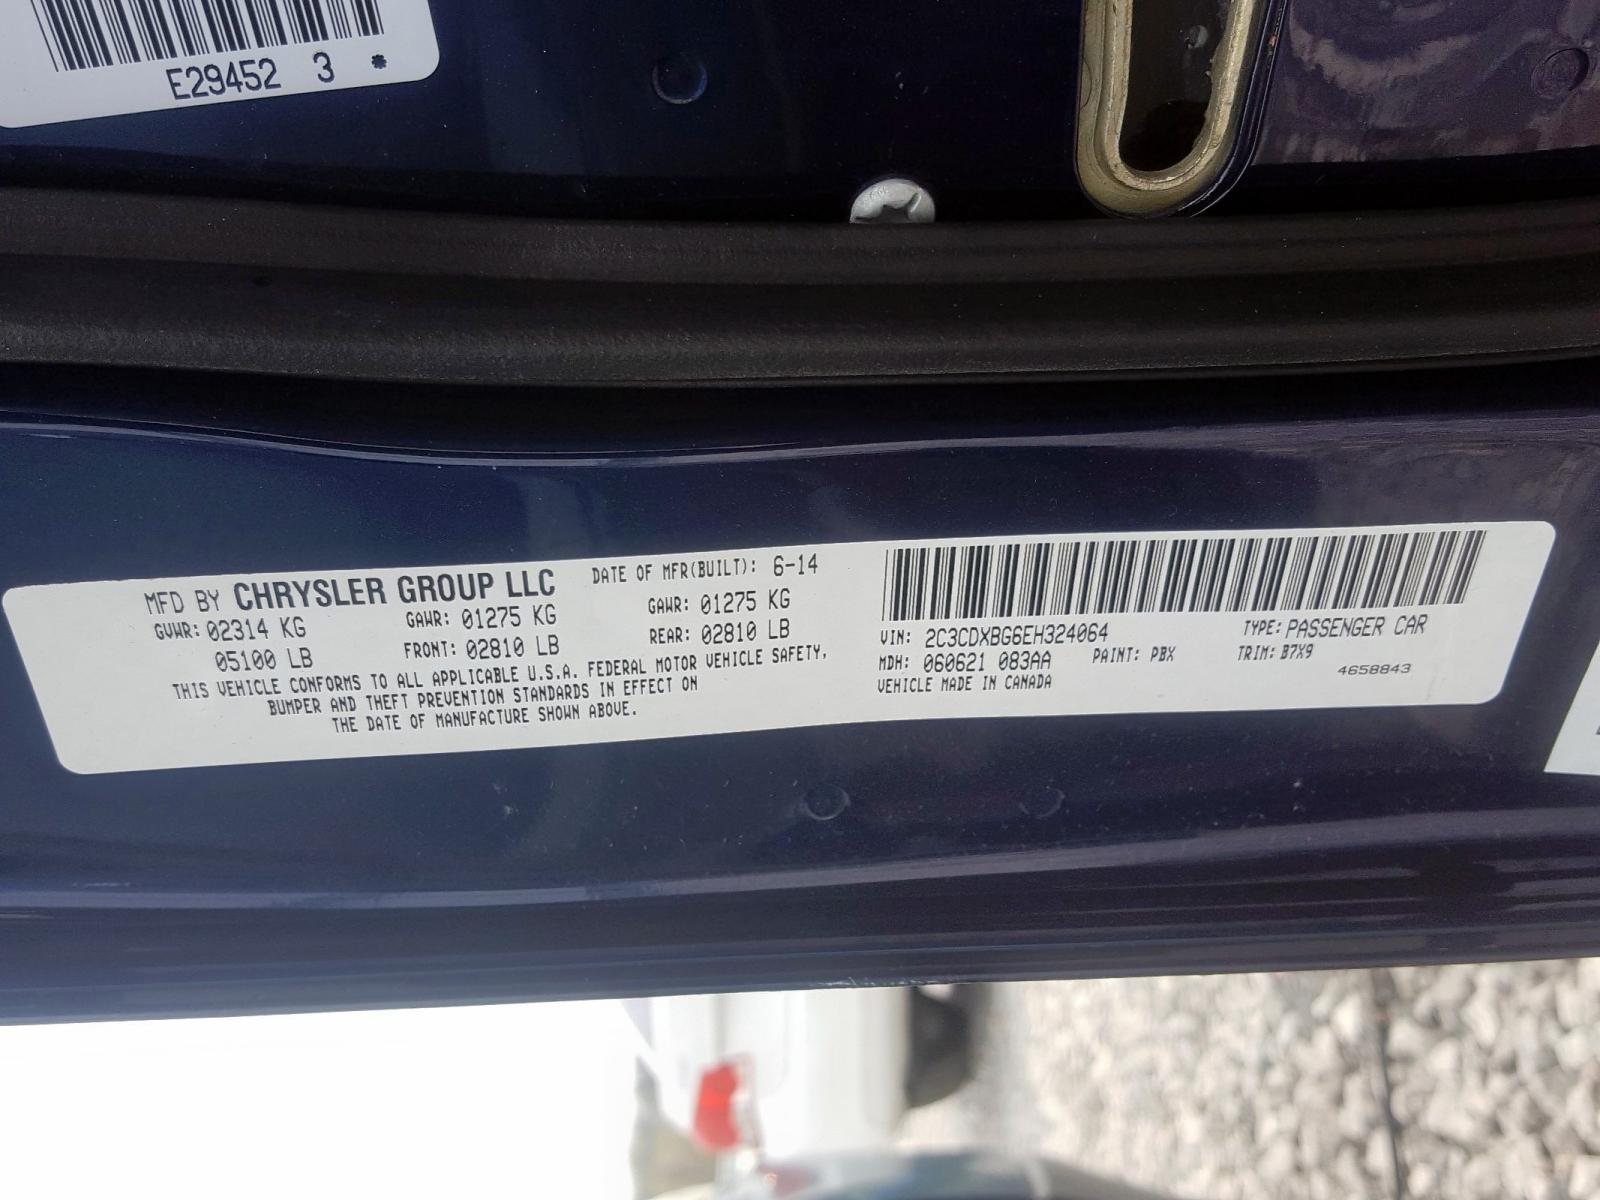 E29452 3 *
MFD BY CHRYSLER GROUP LLC DATE OF MFR(BUILT): 6-14
GVWR: 02314 KG GAWR: 01275 KG GAWR: 01275 KG
05100 LB FRONT: 02810 LB REAR: 02810 LB
THIS VEHICLE CONFORMS TO ALL APPLICABLE U.S.A. FEDERAL MOTOR VEHICLE SAFETY,
BUMPER AND THEFT PREVENTION STANDARDS IN EFFECT ON
THE DATE OF MANUFACTURE SHOWN ABOVE.
VIN: 2C3CDXBG6EH324064 TYPE: PASSENGER CAR
MDH: 060621 083AA PAINT: PBX TRIM: B7X9
VEHICLE MADE IN CANADA 4658843